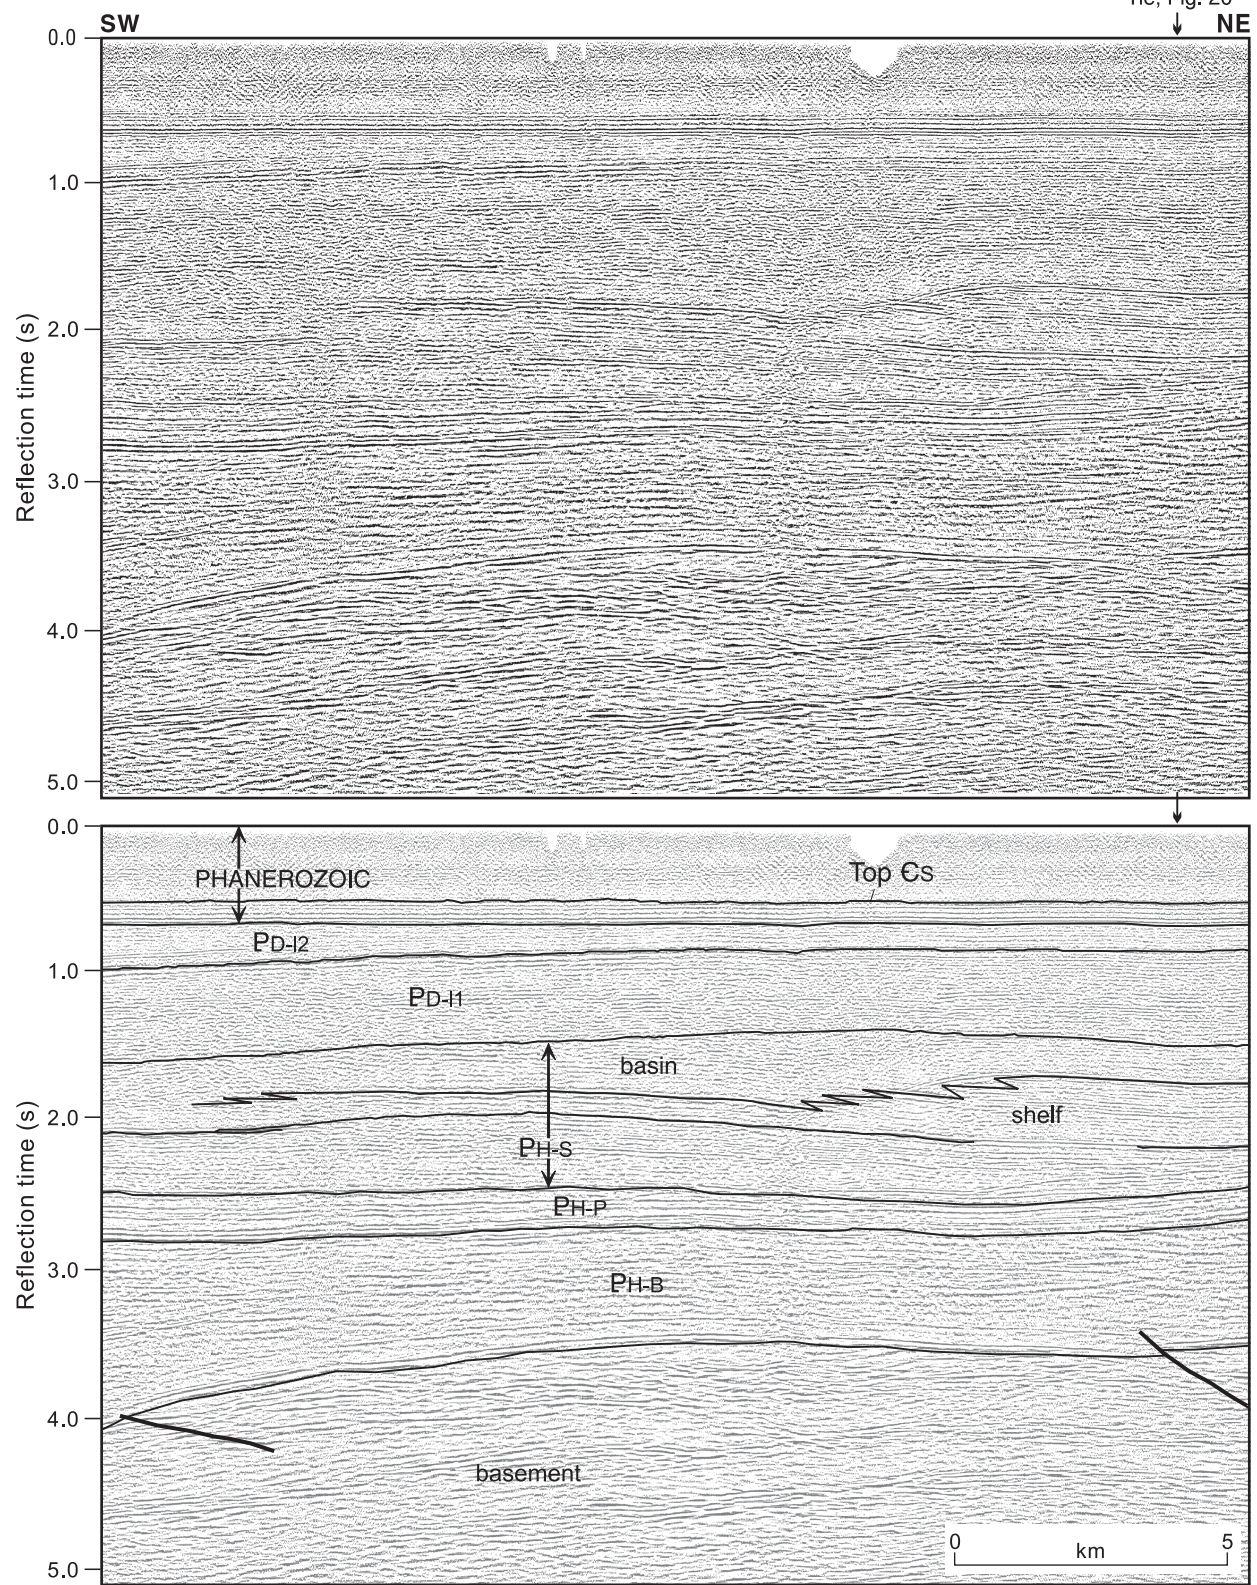 SW
NE
0.0
1.0
2.0
3.0
4.0
5.0
Reflection time (s)
0.0
1.0
2.0
3.0
4.0
5.0
Reflection time (s)
PHANEROZOIC
Top ЄS
PD-I2
PD-I1
basin
shelf
PH-S
PH-P
PH-B
basement
0
5
km